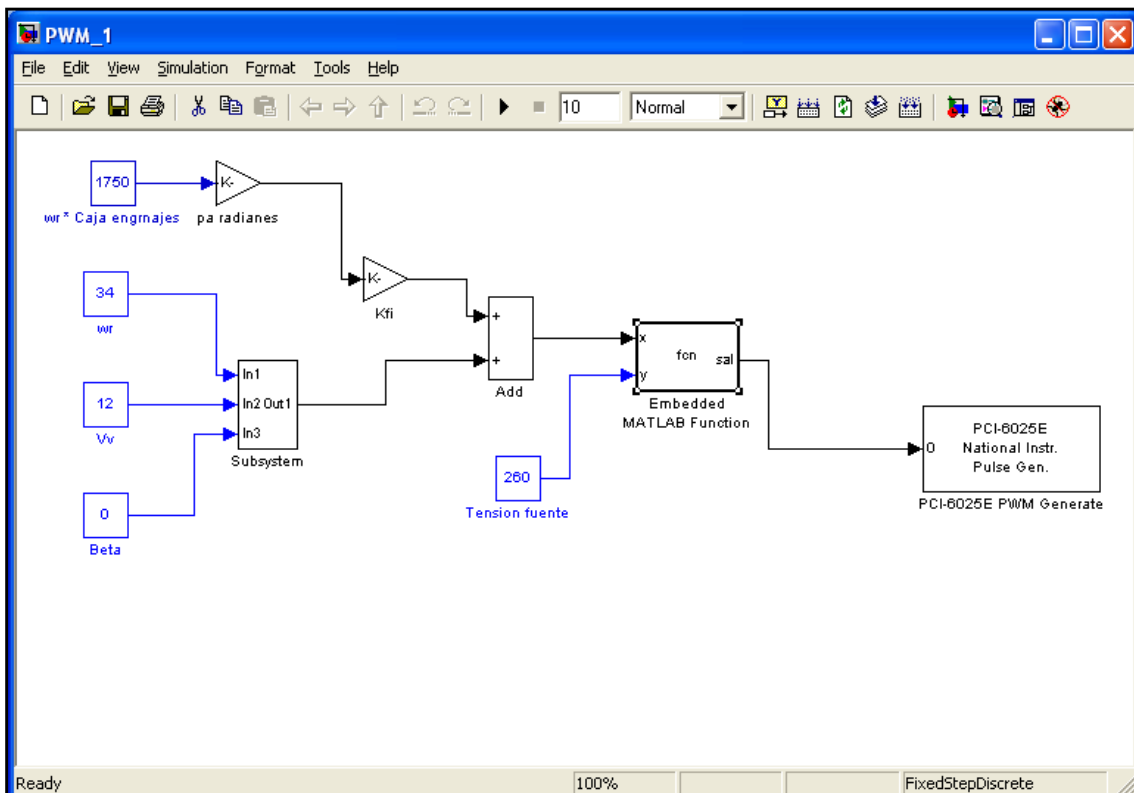 PWM_1
File Edit View Simulation Format Tools Help
10 Normal
1750
K-
wr * Caja engrnajes
pa radianes
K-
Kfi
34
wr
+
+
Add
x
y
fcn
sal
Embedded
MATLAB Function
In1
In2 Out1
In3
Subsystem
12
Vv
260
Tension fuente
0
Beta
0
PCI-6025E
National Instr.
Pulse Gen.
PCI-6025E PWM Generate
Ready 100% FixedStepDiscrete